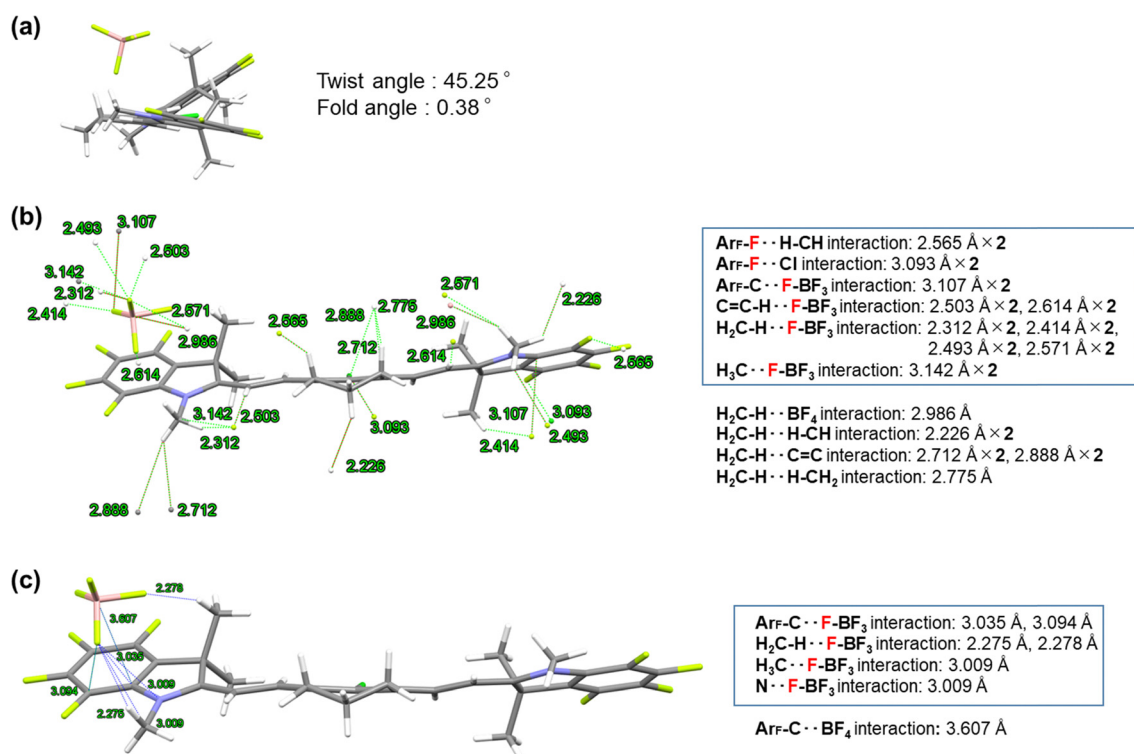 (a)
Twist angle : 45.25°
Fold angle : 0.38°
(b)
2.493
3.107
2.503
3.142
2.312
2.414
2.571
2.986
2.614
2.565
2.888
2.775
2.712
2.571
2.986
2.226
2.614
2.565
3.142
2.503
2.312
3.093
2.226
3.107
3.093
2.414
2.493
2.888
2.712
ArF-F··H-CH interaction: 2.565 Å×2
ArF-F··Cl interaction: 3.093 Å×2
ArF-C··F-BF3 interaction: 3.107 Å×2
C=C-H··F-BF3 interaction: 2.503 Å×2, 2.614 Å×2
H2C-H··F-BF3 interaction: 2.312 Å×2, 2.414 Å×2,
2.493 Å×2, 2.571 Å×2
H3C··F-BF3 interaction: 3.142 Å×2
H2C-H··BF4 interaction: 2.986 Å
H2C-H··H-CH interaction: 2.226 Å×2
H2C-H··C=C interaction: 2.712 Å×2, 2.888 Å×2
H2C-H··H-CH2 interaction: 2.775 Å
(c)
2.278
3.607
3.035
3.094
3.009
2.275
3.009
ArF-C··F-BF3 interaction: 3.035 Å, 3.094 Å
H2C-H··F-BF3 interaction: 2.275 Å, 2.278 Å
H3C··F-BF3 interaction: 3.009 Å
N··F-BF3 interaction: 3.009 Å
ArF-C··BF4 interaction: 3.607 Å